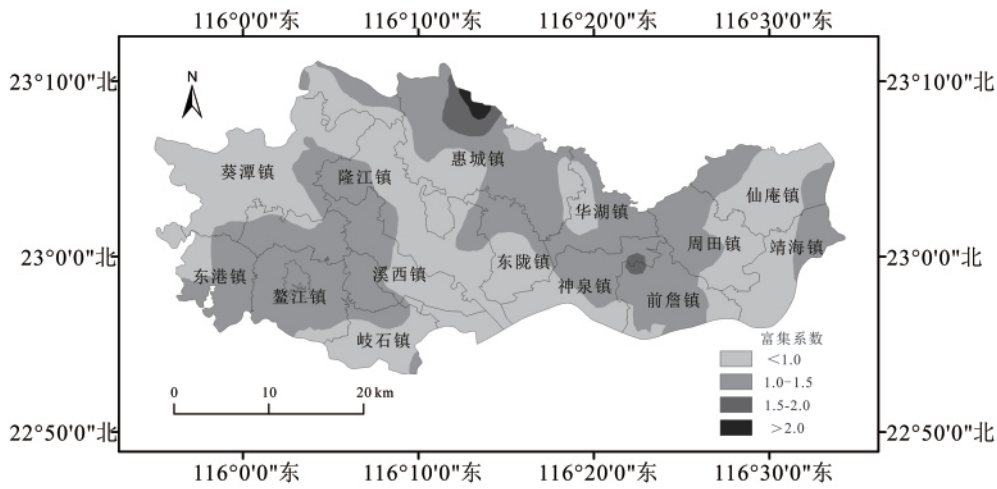 116°0'0"东 116°10'0"东 116°20'0"东 116°30'0"东
23°10'0"北 23°10'0"北
N
惠城镇
葵潭镇 隆江镇
仙庵镇
华湖镇
周田镇 靖海镇
23°0'0"北 23°0'0"北
东陇镇
东港镇 溪西镇
神泉镇
鳌江镇 前詹镇
岐石镇
富集系数
<1.0
1.0-1.5
1.5-2.0
>2.0
0 10 20 km
22°50'0"北 22°50'0"北
116°0'0"东 116°10'0"东 116°20'0"东 116°30'0"东